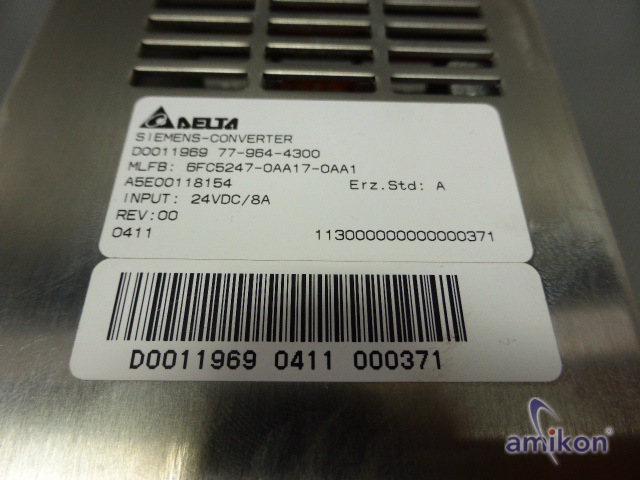 DELTA
SIEMENS-CONVERTER
D0011969 77-964-4300
MLFB: 6FC5247-0AA17-0AA1
A5E00118154 Erz.Std: A
INPUT: 24VDC/8A
REV:00
0411 113000000000000371
D0011969 0411 000371
amikon